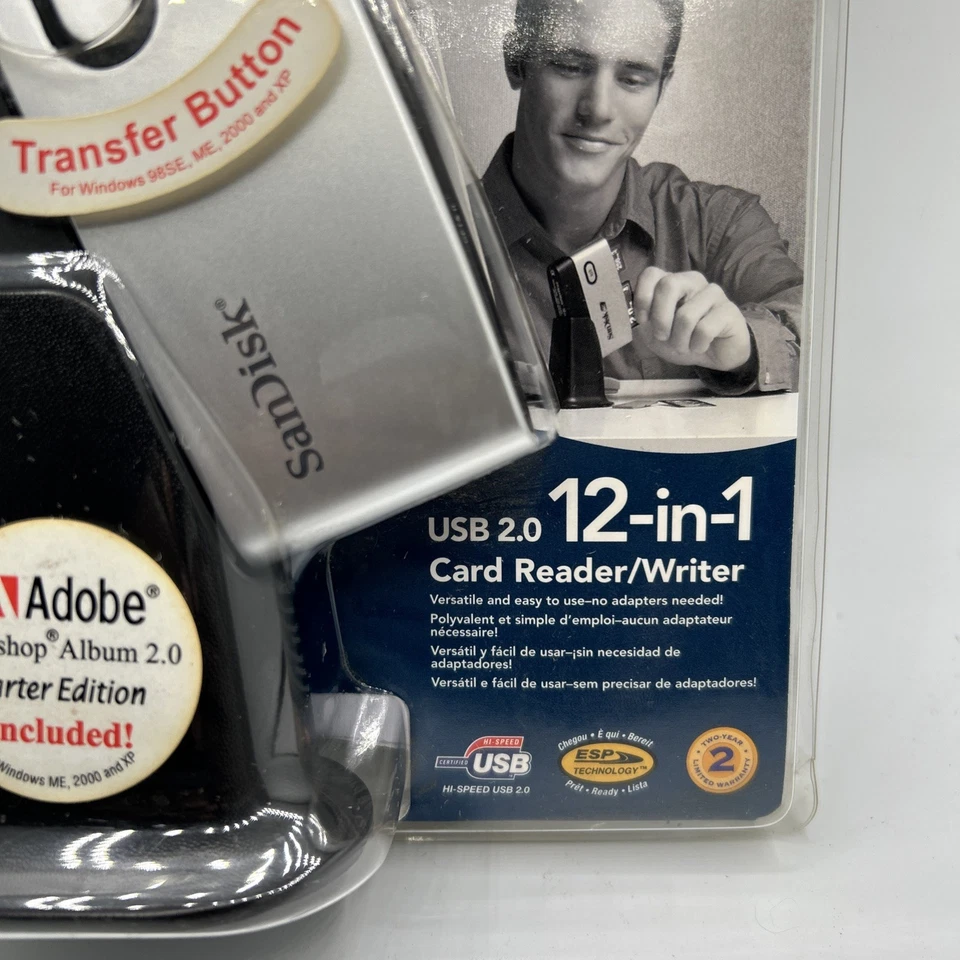 Transfer Button
For Windows 98SE, ME, 2000 and XP
SanDisk®
Adobe®
shop® Album 2.0
arter Edition
ncluded!
Windows ME, 2000 and XP
USB 2.0 12-in-1
Card Reader/Writer
Versatile and easy to use–no adapters needed!
Polyvalent et simple d'emploi–aucun adaptateur
nécessaire!
Versátil y fácil de usar–¡sin necesidad de
adaptadores!
Versátil e fácil de usar–sem precisar de adaptadores!
HI-SPEED
CERTIFIED USB
HI-SPEED USB 2.0
Chegou • È qui • Bereit
ESP
TECHNOLOGY™
Prêt • Ready • Lista
TWO-YEAR
2
LIMITED WARRANTY